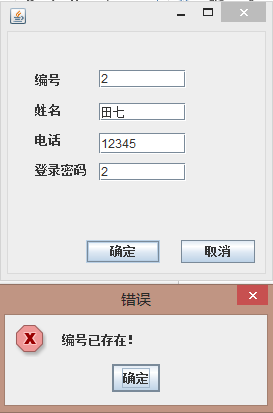 编号 2
姓名 田七
电话 12345
登录密码 2
确定 取消
错误
编号已存在!
确定